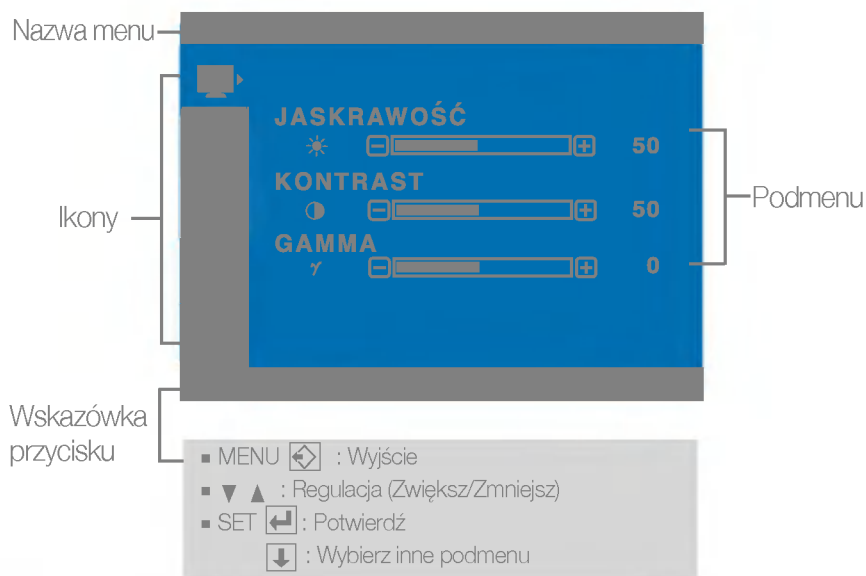 Nazwa menu
JASKRAWOŚĆ
50
KONTRAST
50
GAMMA
γ
0
Ikony
Podmenu
Wskazówka
przycisku
▪ MENU : Wyjście
▪ ▼ ▲ : Regulacja (Zwiększ/Zmniejsz)
▪ SET : Potwierdź
: Wybierz inne podmenu